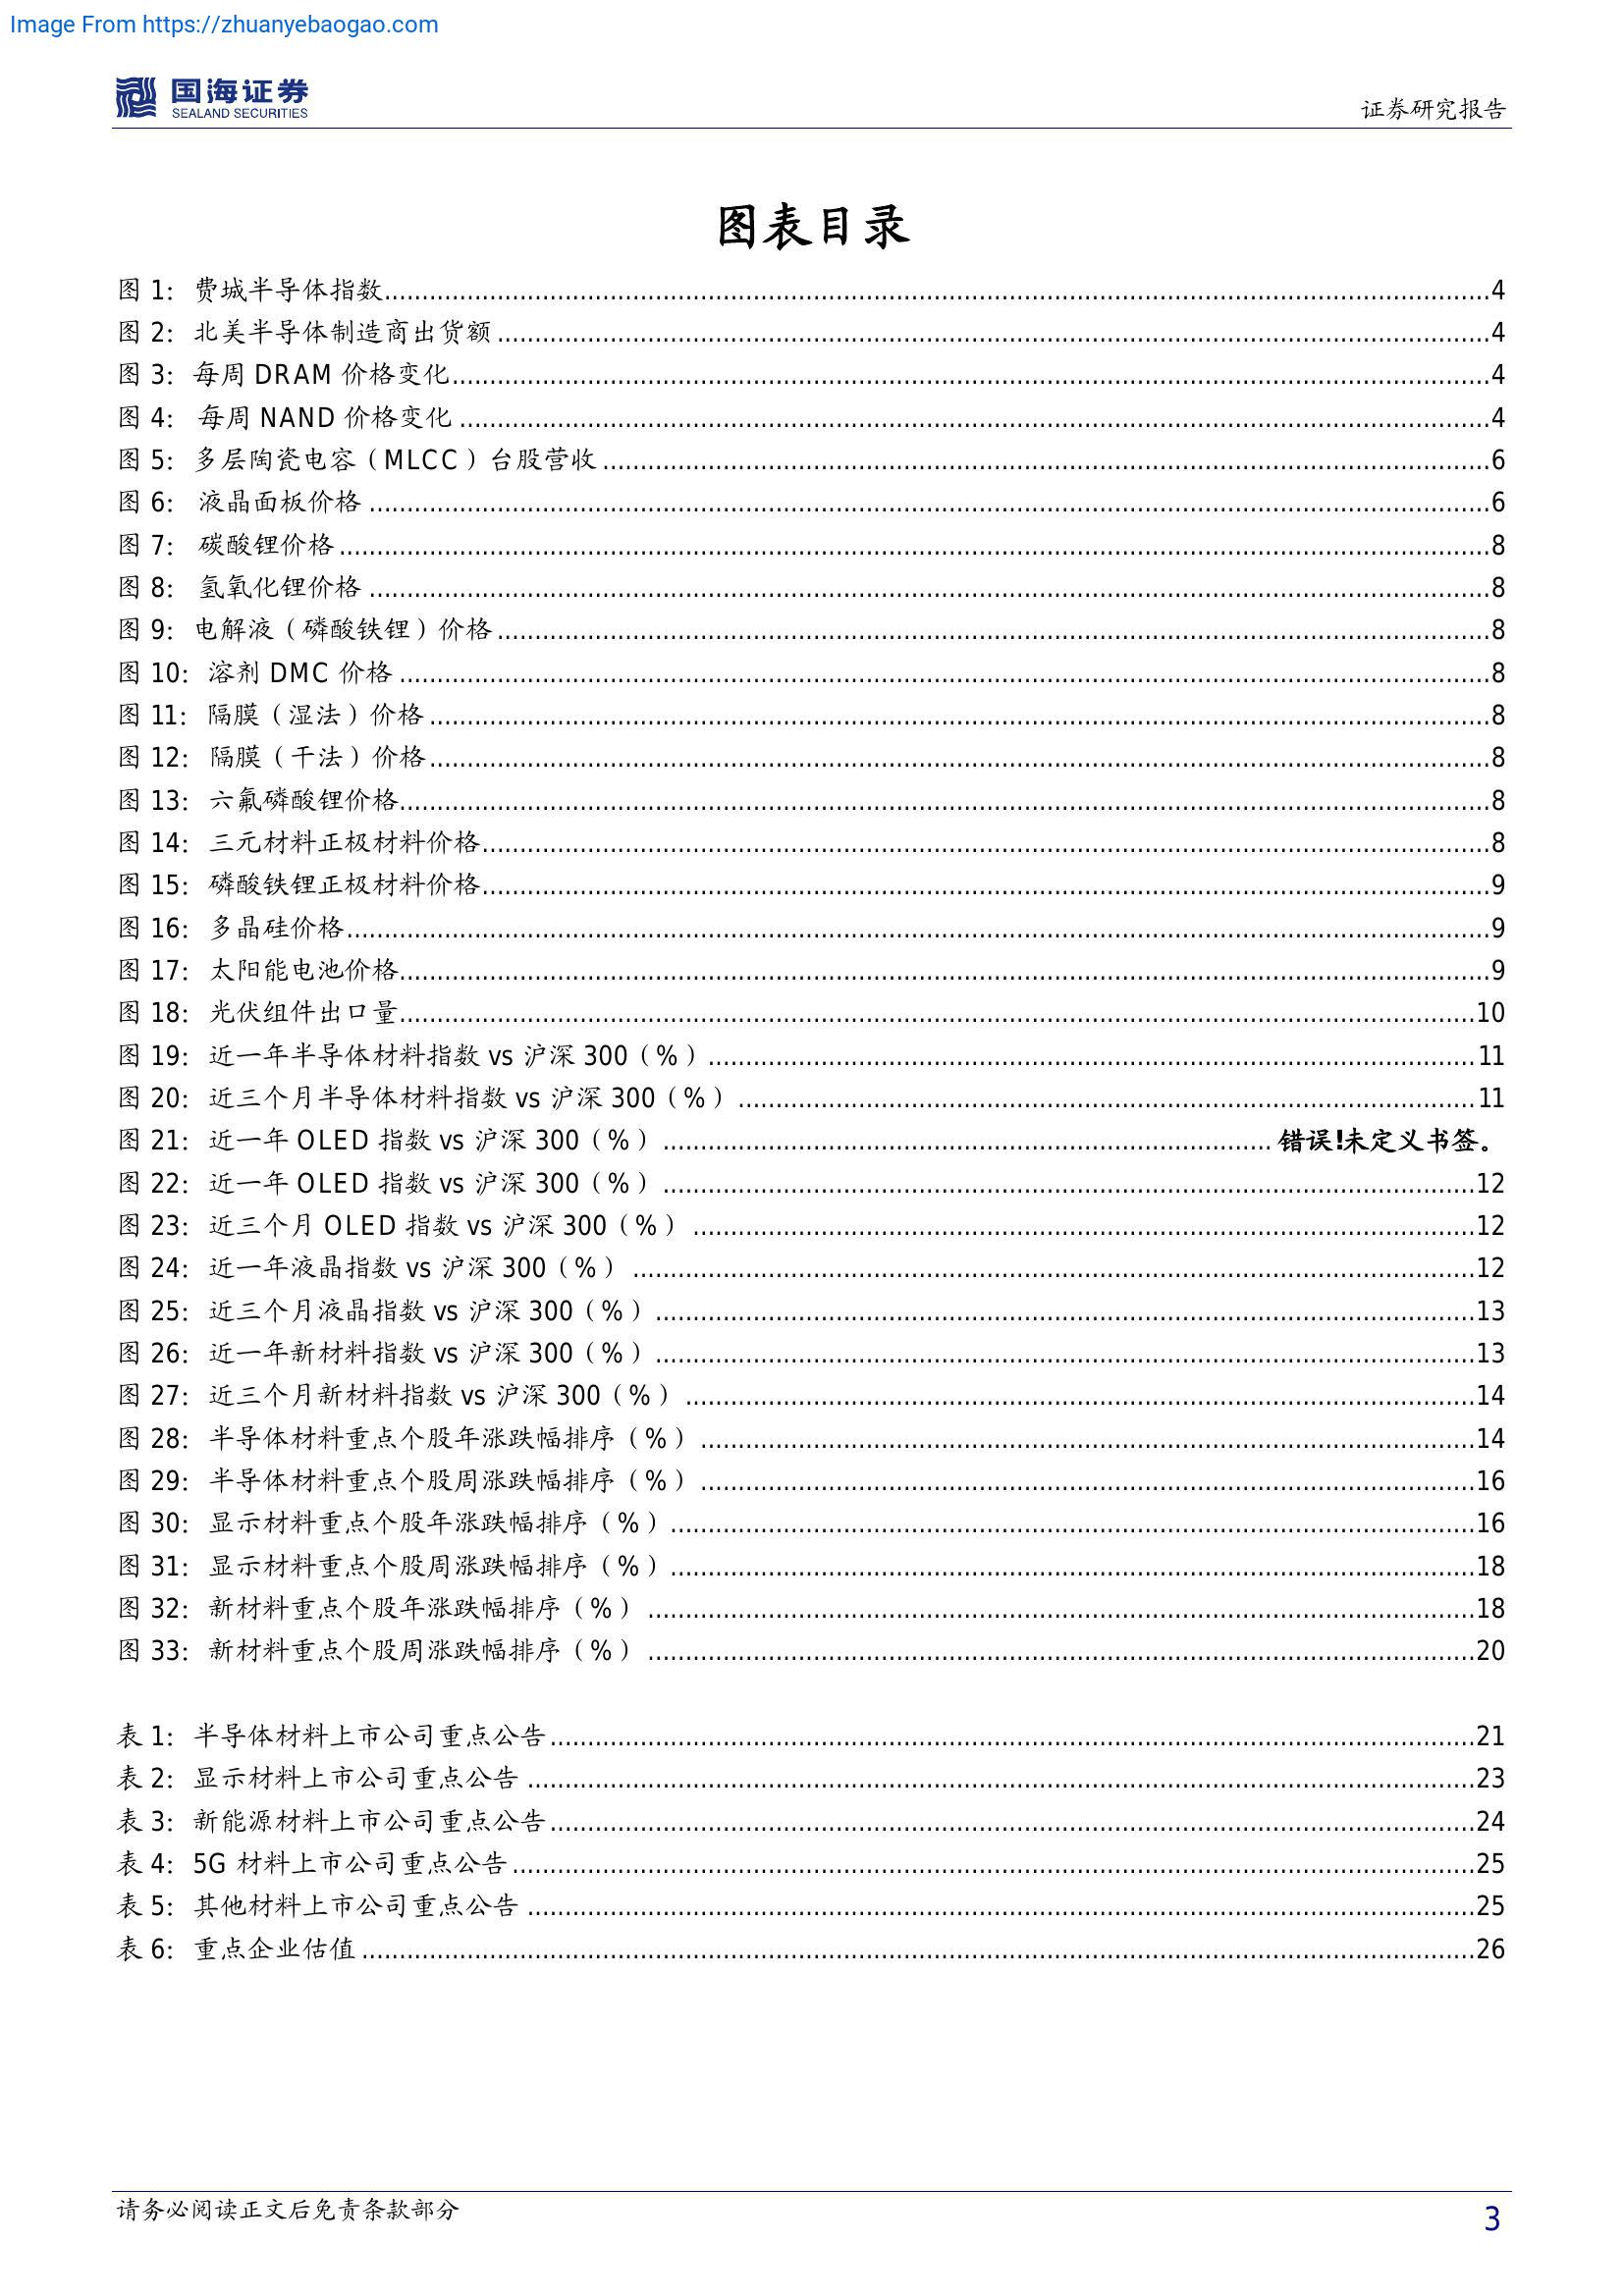 Image From https://zhuanyebaogao.com
国海证券
SEALAND SECURITIES
证券研究报告
图表目录
图 1: 费城半导体指数....................4
图 2: 北美半导体制造商出货额....................4
图 3: 每周 DRAM 价格变化....................4
图 4: 每周 NAND 价格变化....................4
图 5: 多层陶瓷电容（MLCC）台股营收....................6
图 6: 液晶面板价格....................6
图 7: 碳酸锂价格....................8
图 8: 氢氧化锂价格....................8
图 9: 电解液（磷酸铁锂）价格....................8
图 10: 溶剂 DMC 价格....................8
图 11: 隔膜（湿法）价格....................8
图 12: 隔膜（干法）价格....................8
图 13: 六氟磷酸锂价格....................8
图 14: 三元材料正极材料价格....................8
图 15: 磷酸铁锂正极材料价格....................9
图 16: 多晶硅价格....................9
图 17: 太阳能电池价格....................9
图 18: 光伏组件出口量....................10
图 19: 近一年半导体材料指数 vs 沪深 300（%）....................11
图 20: 近三个月半导体材料指数 vs 沪深 300（%）....................11
图 21: 近一年 OLED 指数 vs 沪深 300（%）....................错误!未定义书签。
图 22: 近一年 OLED 指数 vs 沪深 300（%）....................12
图 23: 近三个月 OLED 指数 vs 沪深 300（%）....................12
图 24: 近一年液晶指数 vs 沪深 300（%）....................12
图 25: 近三个月液晶指数 vs 沪深 300（%）....................13
图 26: 近一年新材料指数 vs 沪深 300（%）....................13
图 27: 近三个月新材料指数 vs 沪深 300（%）....................14
图 28: 半导体材料重点个股年涨跌幅排序（%）....................14
图 29: 半导体材料重点个股周涨跌幅排序（%）....................16
图 30: 显示材料重点个股年涨跌幅排序（%）....................16
图 31: 显示材料重点个股周涨跌幅排序（%）....................18
图 32: 新材料重点个股年涨跌幅排序（%）....................18
图 33: 新材料重点个股周涨跌幅排序（%）....................20
表 1: 半导体材料上市公司重点公告....................21
表 2: 显示材料上市公司重点公告....................23
表 3: 新能源材料上市公司重点公告....................24
表 4: 5G 材料上市公司重点公告....................25
表 5: 其他材料上市公司重点公告....................25
表 6: 重点企业估值....................26
请务必阅读正文后免责条款部分
3